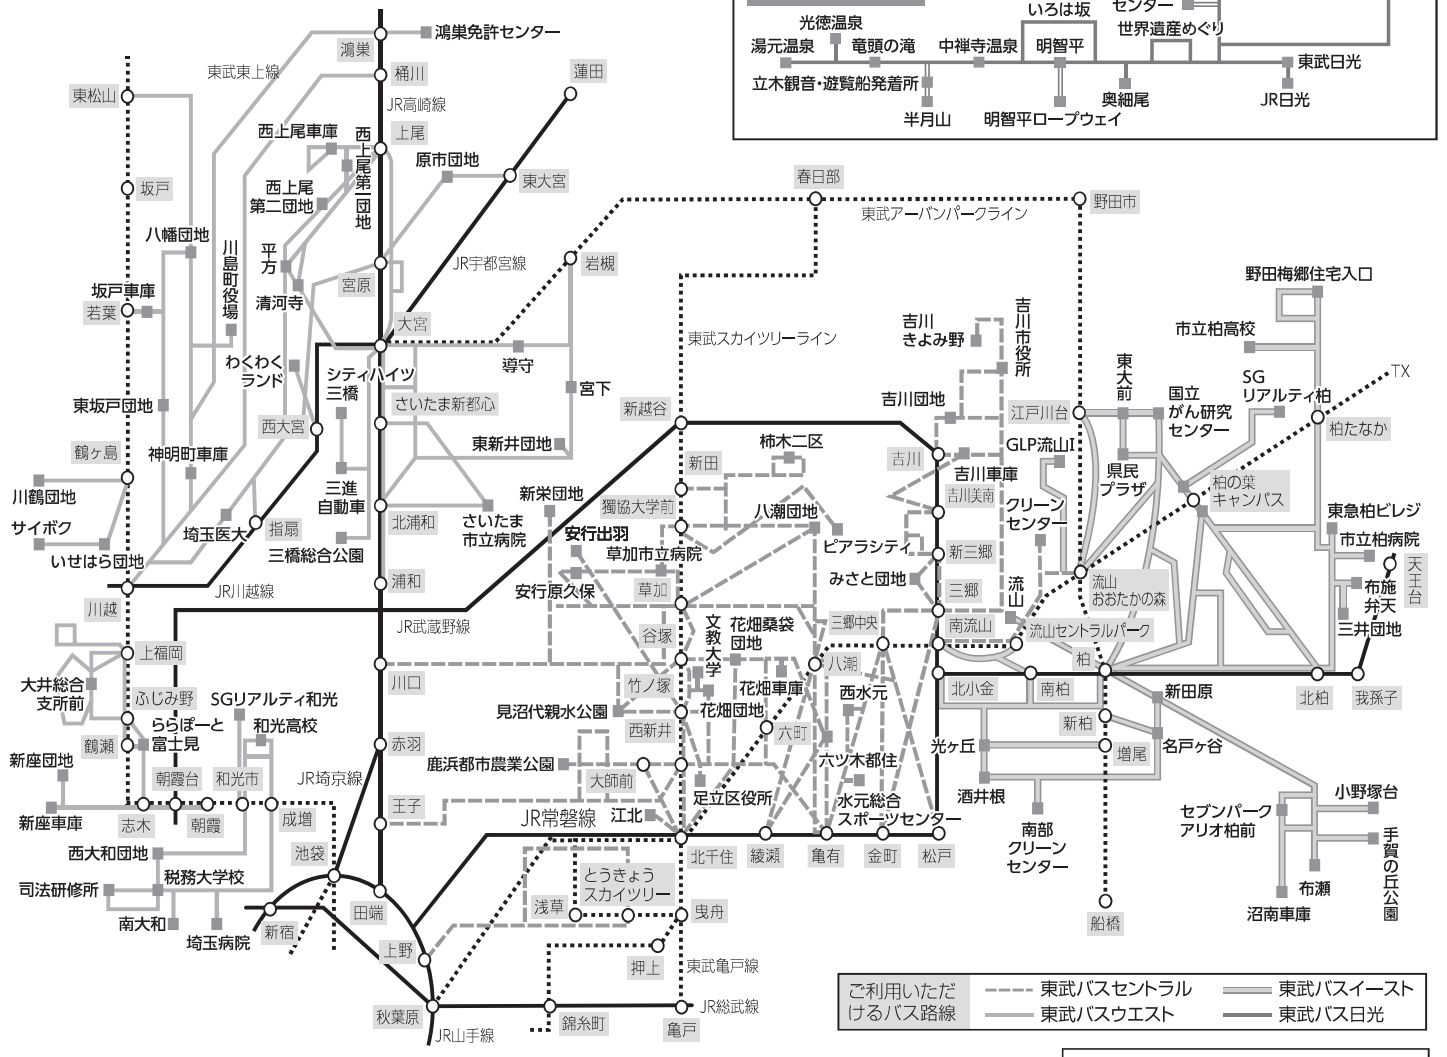 いろは坂
センター
光徳温泉
世界遺産めぐり
湯元温泉
竜頭の滝
中禅寺温泉
明智平
東武日光
立木観音・遊覧船発着所
奥細尾
JR日光
半月山
明智平ロープウェイ
鴻巣免許センター
鴻巣
東武東上線
桶川
蓮田
東松山
JR高崎線
西上尾車庫
西上尾第一団地
上尾
原市団地
坂戸
西上尾
第二団地
東大宮
春日部
野田市
東武アーバンパークライン
八幡団地
川島町役場
平方
JR宇都宮線
岩槻
宮原
清河寺
坂戸車庫
若葉
大宮
野田梅郷住宅入口
吉川
きよみ野
吉川市役所
市立柏高校
東武スカイツリーライン
わくわく
ランド
シティハイツ
三橋
導守
宮下
東大前
国立
がん研究
センター
SG
リアルティ柏
TX
東坂戸団地
さいたま新都心
新越谷
吉川団地
江戸川台
柏たなか
西大宮
鶴ヶ島
神明町車庫
東新井団地
柿木二区
新田
吉川
GLP流山I
吉川車庫
県民
プラザ
柏の葉
キャンパス
川鶴団地
三進
自動車
新栄団地
獨協大学前
八潮団地
吉川美南
クリーン
センター
東急柏ビレジ
サイボク
埼玉医大
指扇
北浦和
さいたま
市立病院
安行出羽
草加市立病院
ピアラシティ
新三郷
市立柏病院
天王台
いせはら団地
三橋総合公園
みさと団地
三郷
流山
流山
おおたかの森
布施
弁天
川越
JR川越線
浦和
安行原久保
草加
JR武蔵野線
谷塚
文教大学
花畑桑袋
団地
三郷中央
南流山
流山セントラルパーク
三井団地
上福岡
川口
竹ノ塚
八潮
柏
大井総合
支所前
ふじみ野
SGリアルティ和光
見沼代親水公園
花畑車庫
花畑団地
西水元
北小金
南柏
新田原
北柏
我孫子
ららぽーと
富士見
和光高校
西新井
六町
新柏
鶴瀬
赤羽
光ヶ丘
増尾
名戸ヶ谷
新座団地
朝霞台
和光市
JR埼京線
鹿浜都市農業公園
大師前
六ツ木都住
足立区役所
水元総合
スポーツセンター
酒井根
小野塚台
新座車庫
志木
朝霞
成増
王子
JR常磐線
江北
南部
クリーン
センター
セブンパーク
アリオ柏前
手賀の丘公園
西大和団地
池袋
北千住
綾瀬
亀有
金町
松戸
司法研修所
税務大学校
とうきょう
スカイツリー
布瀬
南大和
埼玉病院
新宿
田端
浅草
曳舟
船橋
沼南車庫
上野
押上
東武亀戸線
秋葉原
JR山手線
錦糸町
亀戸
JR総武線
ご利用いただ
けるバス路線
東武バスセントラル
東武バスイースト
東武バスウエスト
東武バス日光